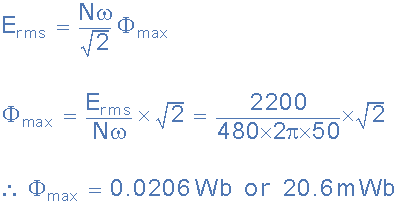 E_rms = Nω/√2 Φ_max
Φ_max = E_rms/Nω × √2 = 2200/480×2π×50 × √2
∴ Φ_max = 0.0206 Wb or 20.6 mWb